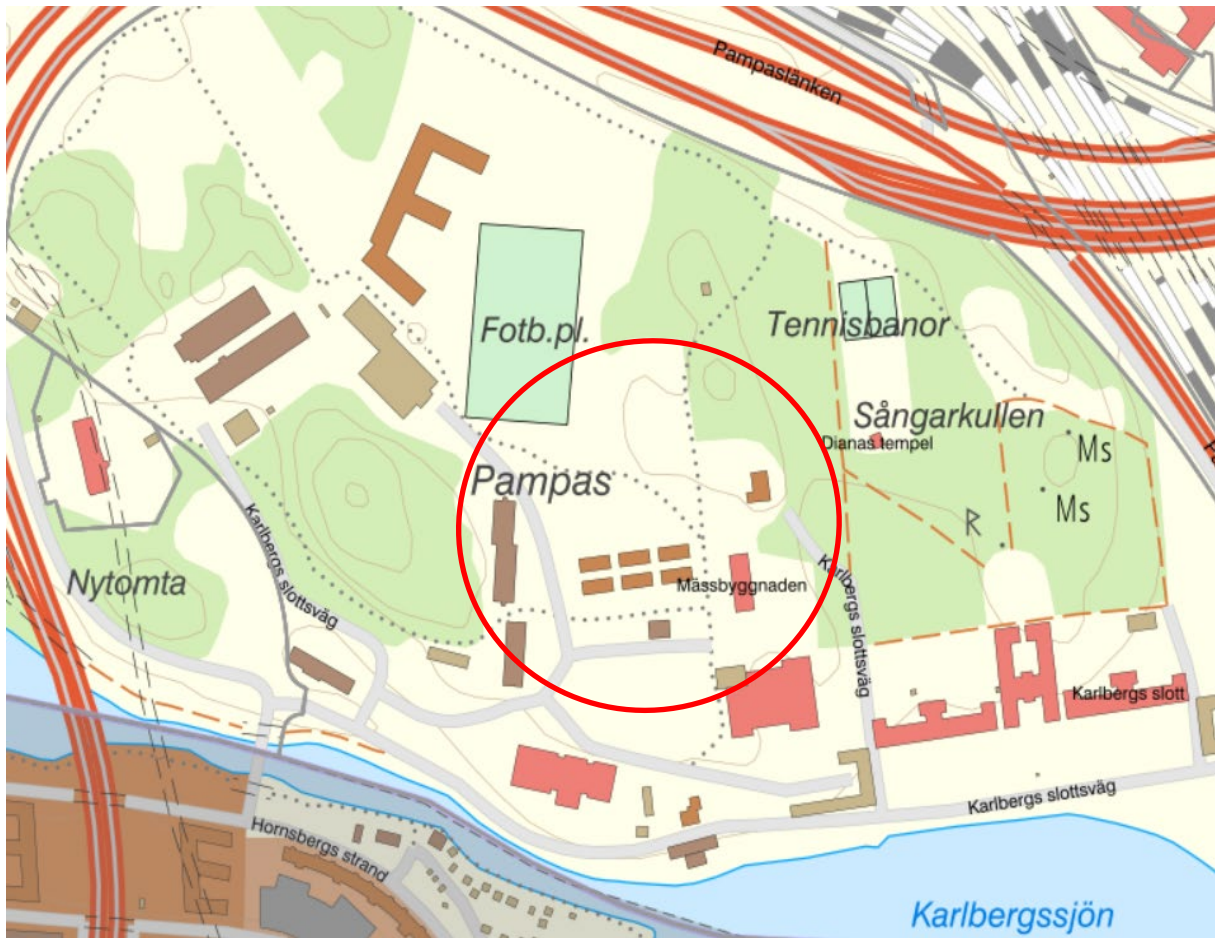 Pampaslänken
Fotb.pl.
Tennisbanor
Sångarkullen
Dianas tempel
Ms
Pampas
Ms
R
Karlbergs slottsväg
Nytomta
Mässbyggnaden
Karlbergs slottsväg
Karlbergs slott
Karlbergs slottsväg
Hornsbergs strand
Karlbergssjön